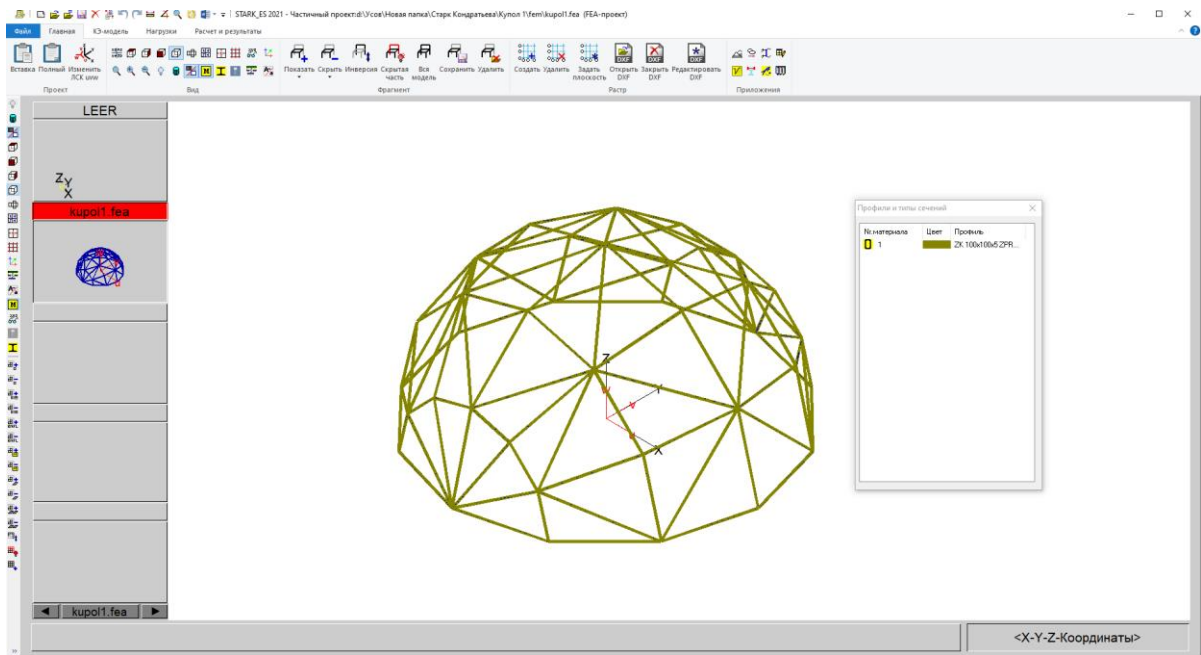 STARK_ES 2021 - Частичный проект:d:\Усов\Новая папка\Старк Кондратьева\Купол 1\fem\kupol1.fea (FEA-проект)
Файл Главная КЭ-модель Нагрузки Расчет и результаты
Вставка Полный Изменить ЛСК uvw
Показать Скрыть Инверсия Скрытая часть Вся модель Сохранить Удалить
Создать Удалить Задать плоскость Открыть DXF Закрыть DXF Редактировать DXF
Проект Вид Фрагмент Растр Приложения
LEER
Z Y
X
kupol1.fea
Профили и типы сечений
№ материала Цвет Профиль
1 ZK 100x100x5 ZPR...
Z
Y
X
kupol1.fea
<X-Y-Z-Координаты>